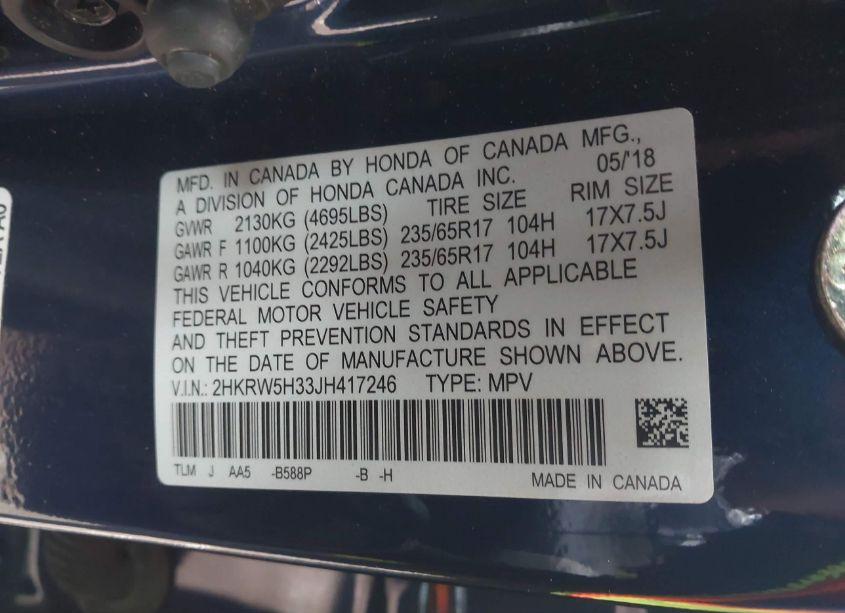 MFD. IN CANADA BY HONDA OF CANADA MFG.,
A DIVISION OF HONDA CANADA INC. 05/'18
GVWR 2130KG (4695LBS) TIRE SIZE RIM SIZE
GAWR F 1100KG (2425LBS) 235/65R17 104H 17X7.5J
GAWR R 1040KG (2292LBS) 235/65R17 104H 17X7.5J
THIS VEHICLE CONFORMS TO ALL APPLICABLE
FEDERAL MOTOR VEHICLE SAFETY
AND THEFT PREVENTION STANDARDS IN EFFECT
ON THE DATE OF MANUFACTURE SHOWN ABOVE.
V.I.N.: 2HKRW5H33JH417246 TYPE: MPV
TLM J AA5 -B588P -B -H
MADE IN CANADA